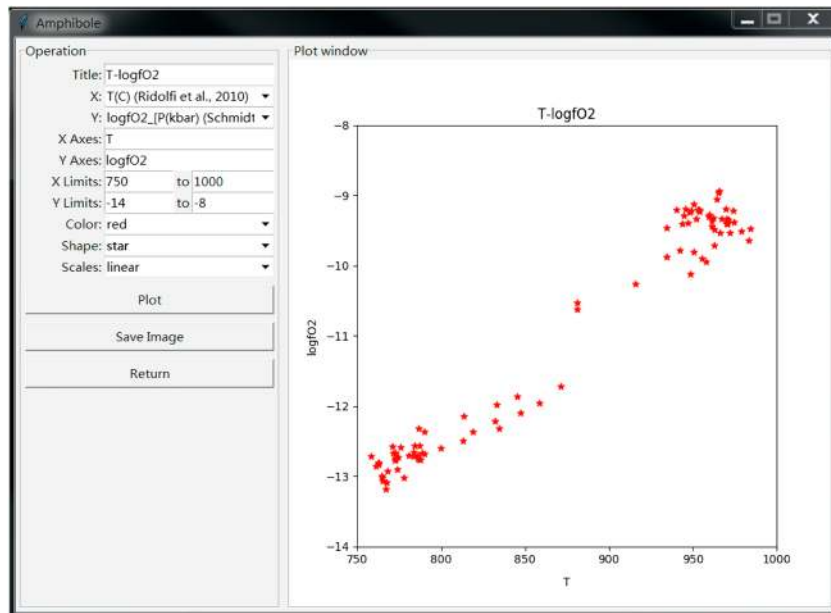 Amphibole
Operation
Title: T-logfO2
X: T(C) (Ridolfi et al., 2010)
Y: logfO2_[P(kbar) (Schmidt
X Axes: T
Y Axes: logfO2
X Limits: 750 to 1000
Y Limits: -14 to -8
Color: red
Shape: star
Scales: linear
Plot
Save Image
Return
Plot window
T-logfO2
−8
−9
−10
−11
−12
−13
−14
logfO2
750 800 850 900 950 1000
T